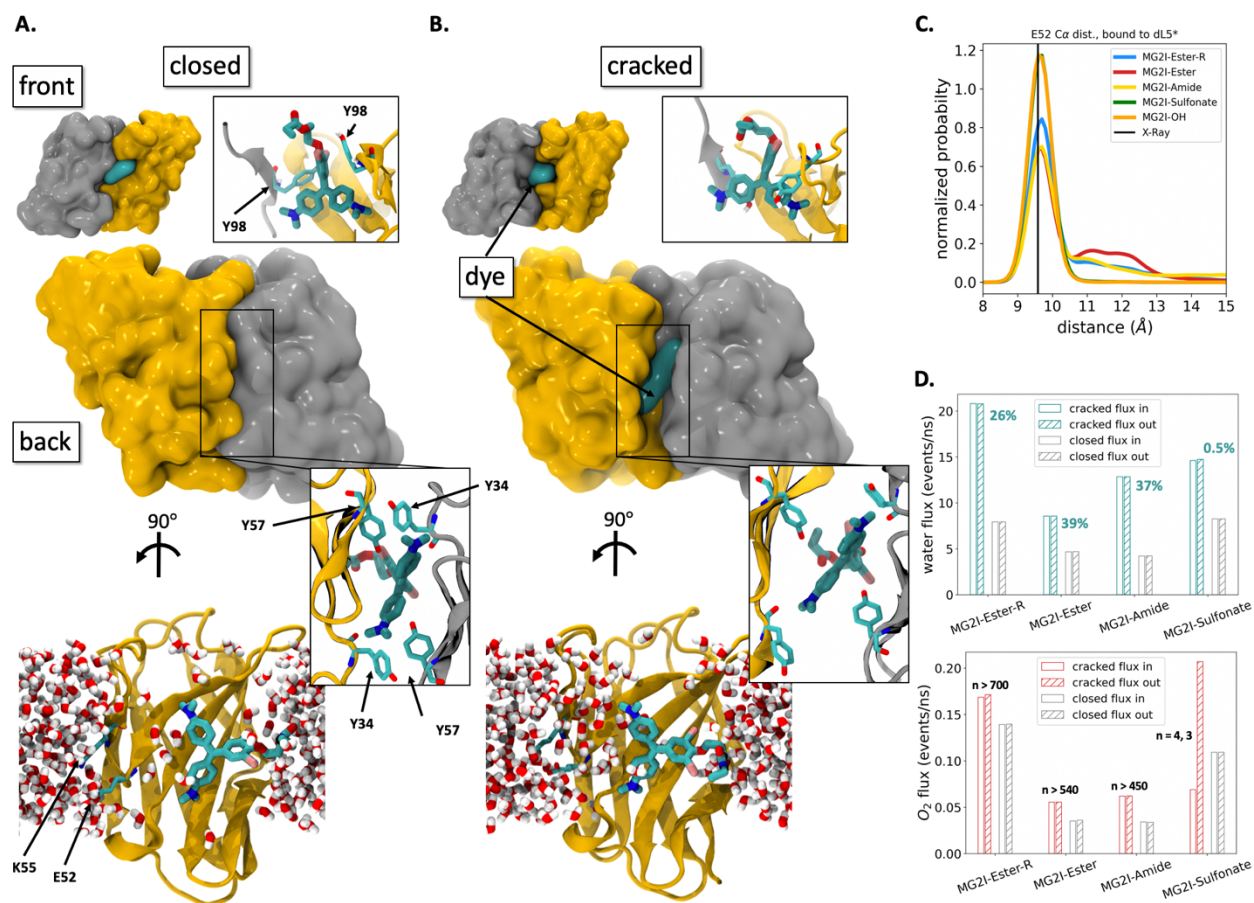 A.
closed
front
Y98
Y98
back
Y57
Y34
90°
Y34
Y57
K55
E52
B.
cracked
dye
90°
C.
E52 Cα dist., bound to dL5*
normalized probabilty
1.2
1.0
0.8
0.6
0.4
0.2
0.0
MG2I-Ester-R
MG2I-Ester
MG2I-Amide
MG2I-Sulfonate
MG2I-OH
X-Ray
8 9 10 11 12 13 14 15
distance (Å)
D.
water flux (events/ns)
20
15
10
5
0
26%
39%
37%
0.5%
cracked flux in
cracked flux out
closed flux in
closed flux out
MG2I-Ester-R MG2I-Ester MG2I-Amide MG2I-Sulfonate
O₂ flux (events/ns)
0.20
0.15
0.10
0.05
0.00
n > 700
n > 540
n > 450
n = 4, 3
cracked flux in
cracked flux out
closed flux in
closed flux out
MG2I-Ester-R MG2I-Ester MG2I-Amide MG2I-Sulfonate